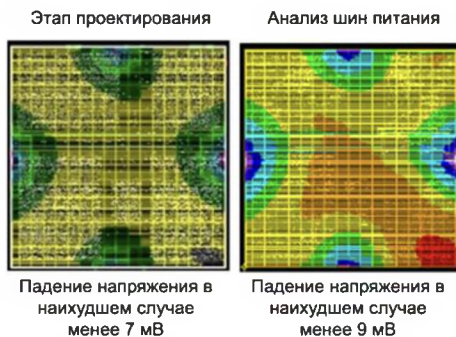 Этап проектирования
Анализ шин питания
Падение напряжения в
наихудшем случае
менее 7 мВ
Падение напряжения в
наихудшем случае
менее 9 мВ